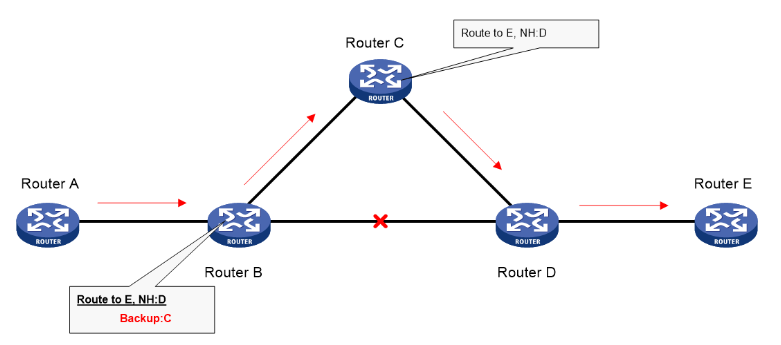 Router C
Route to E, NH:D
ROUTER
Router A
Router E
ROUTER
ROUTER
ROUTER
ROUTER
Router B
Router D
Route to E, NH:D
Backup:C